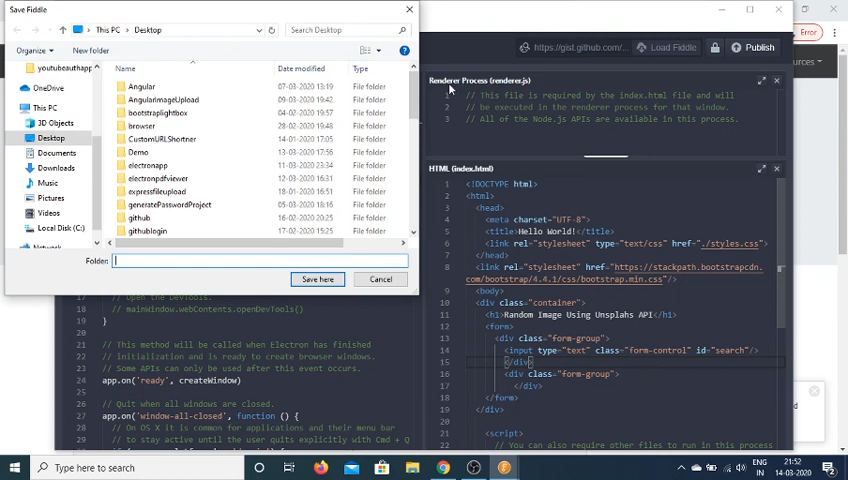 Save Fiddle
This PC
Desktop
Search Desktop
Organize
New folder
youtubeauthapp
OneDrive
This PC
3D Objects
Desktop
Documents
Downloads
Music
Pictures
Videos
Local Disk (C:)
Network
Name
Date modified
Type
Angular
07-03-2020 13:19
File folder
AngularimageUpload
09-03-2020 19:42
File folder
bootstraplightbox
04-02-2020 19:57
File folder
browser
28-02-2020 19:48
File folder
CustomURLShortner
14-01-2020 17:05
File folder
Demo
13-03-2020 17:56
File folder
electronapp
11-03-2020 23:34
File folder
electronpdfviewer
12-03-2020 16:31
File folder
expressfileupload
18-01-2020 16:51
File folder
generatePasswordProject
12-03-2020 16:31
File folder
github
16-02-2020 20:25
File folder
githublogin
17-02-2020 15:25
File folder
Folder:
Save here
Cancel
https://gist.github.com/...
Load Fiddle
Publish
Error
Renderer Process (renderer.js)
1 // This file is required by the index.html file and will
2 // be executed in the renderer process for that window.
3 // All of the Node.js APIs are available in this process.
HTML (index.html)
1 <!DOCTYPE html>
2 <html>
3 <head>
4 <meta charset="UTF-8">
5 <title>Hello World!</title>
6 <link rel="stylesheet" type="text/css" href="./styles.css">
7 </head>
8 <link rel="stylesheet" href="https://stackpath.bootstrapcdn.
com/bootstrap/4.4.1/css/bootstrap.min.css"/>
9 <body>
10 <div class="container">
11 <h1>Random Image Using Unsplahs API</h1>
12 <form>
13 <div class="form-group">
14 <input type="text" class="form-control" id="search"/>
15 </div>
16 <div class="form-group">
17 </div>
18 </form>
19 </div>
20
21 <script>
22 // You can also require other files to run in this process
// Open the DevTools.
18 // mainWindow.webContents.openDevTools()
19 }
20
21 // This method will be called when Electron has finished
22 // initialization and is ready to create browser windows.
23 // Some APIs can only be used after this event occurs.
24 app.on('ready', createWindow)
25
26 // Quit when all windows are closed.
27 app.on('window-all-closed', function () {
28 // On OS X it is common for applications and their menu bar
29 // to stay active until the user quits explicitly with Cmd + Q
Type here to search
ENG
IN
21:52
14-03-2020